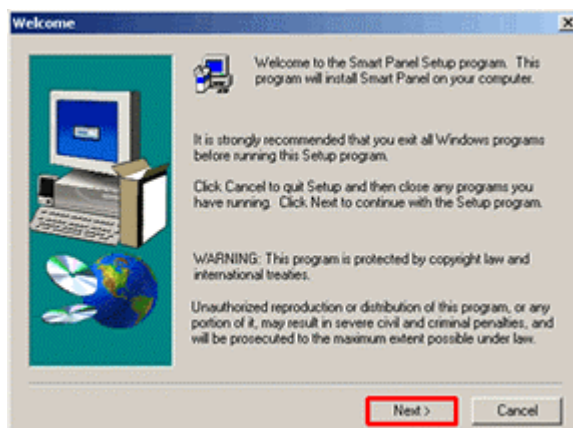 Welcome
Welcome to the Smart Panel Setup program. This
program will install Smart Panel on your computer.
It is strongly recommended that you exit all Windows programs
before running this Setup program.
Click Cancel to quit Setup and then close any programs you
have running. Click Next to continue with the Setup program.
WARNING: This program is protected by copyright law and
international treaties.
Unauthorized reproduction or distribution of this program, or any
portion of it, may result in severe civil and criminal penalties, and
will be prosecuted to the maximum extent possible under law.
Next >
Cancel